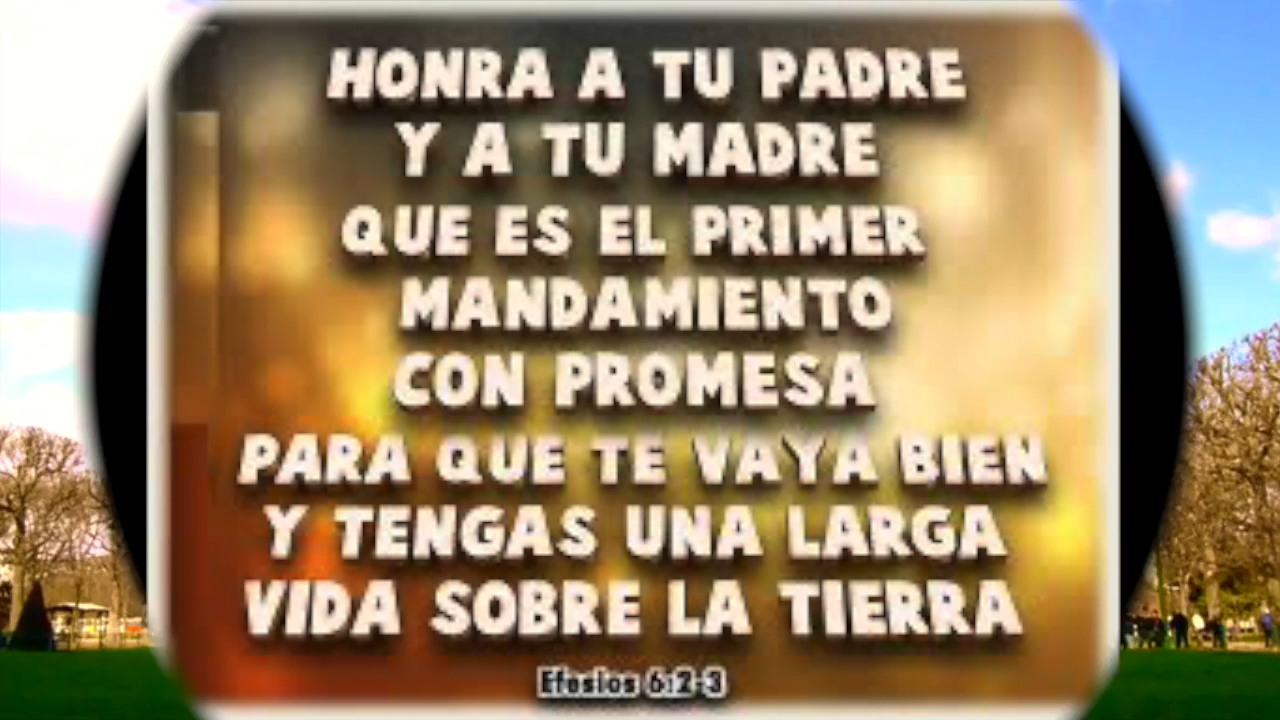 HONRA A TU PADRE
Y A TU MADRE
QUE ES EL PRIMER
MANDAMIENTO
CON PROMESA
PARA QUE TE VAYA BIEN
Y TENGAS UNA LARGA
VIDA SOBRE LA TIERRA
Efesios 6:2-3